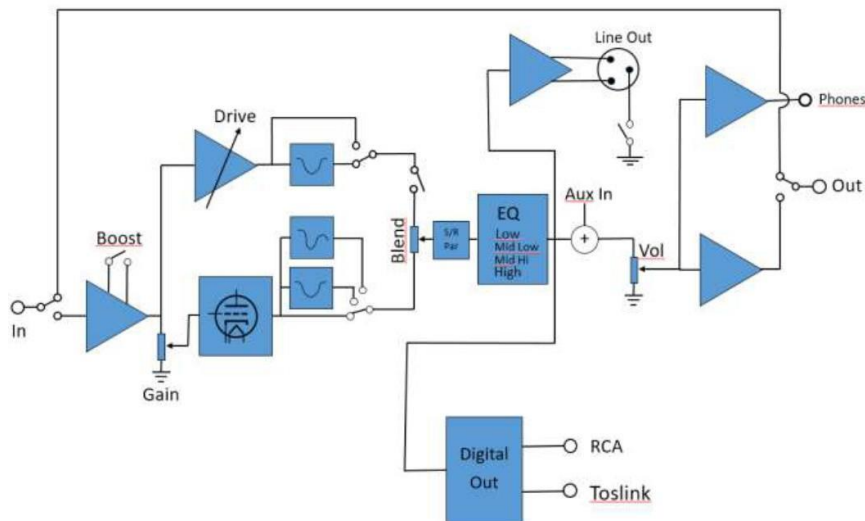 Line Out
Phones
Drive
Out
Aux In
EQ
Low
Mid Low
Mid Hi
High
S/R
Par
Blend
Boost
Vol
+
In
Gain
Digital
Out
RCA
Toslink